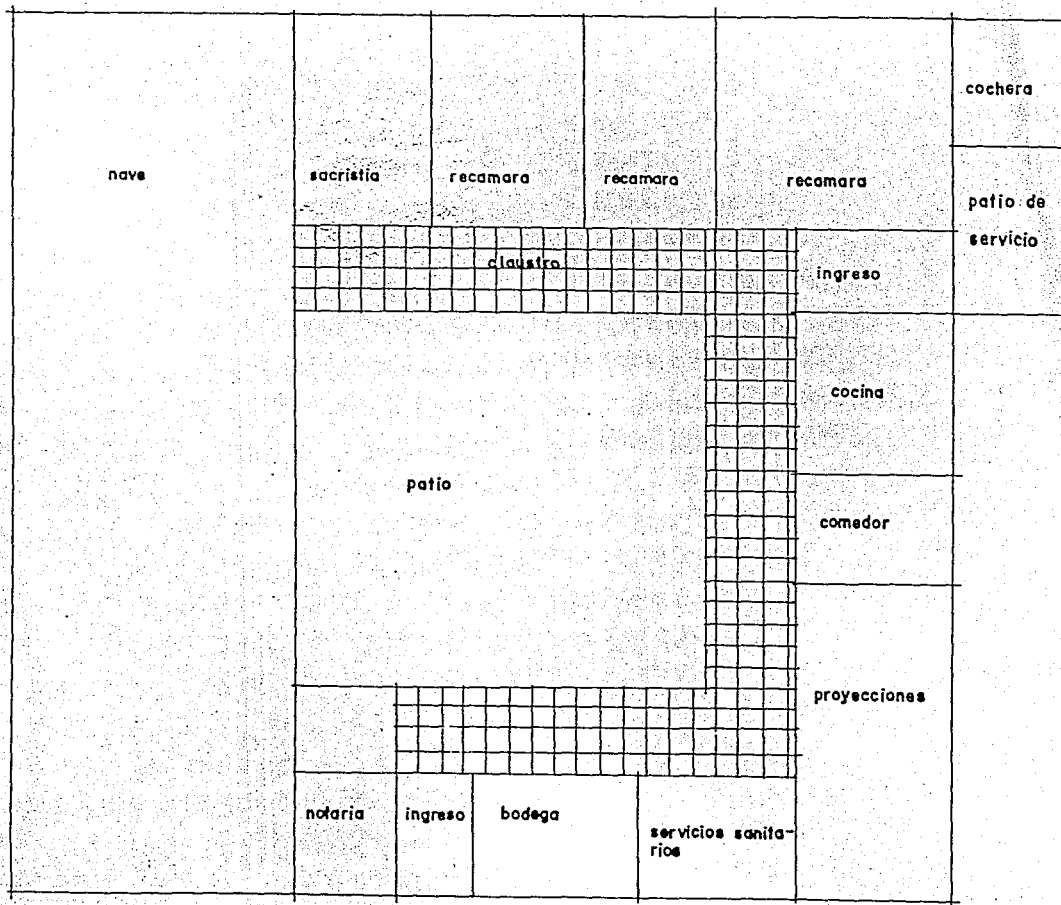 cochera
nave
sacristia
recamara
recamara
recamara
patio de
servicio
claustro
ingreso
cocina
patio
comedor
proyecciones
notaria
ingreso
bodega
servicios sanita-
rios